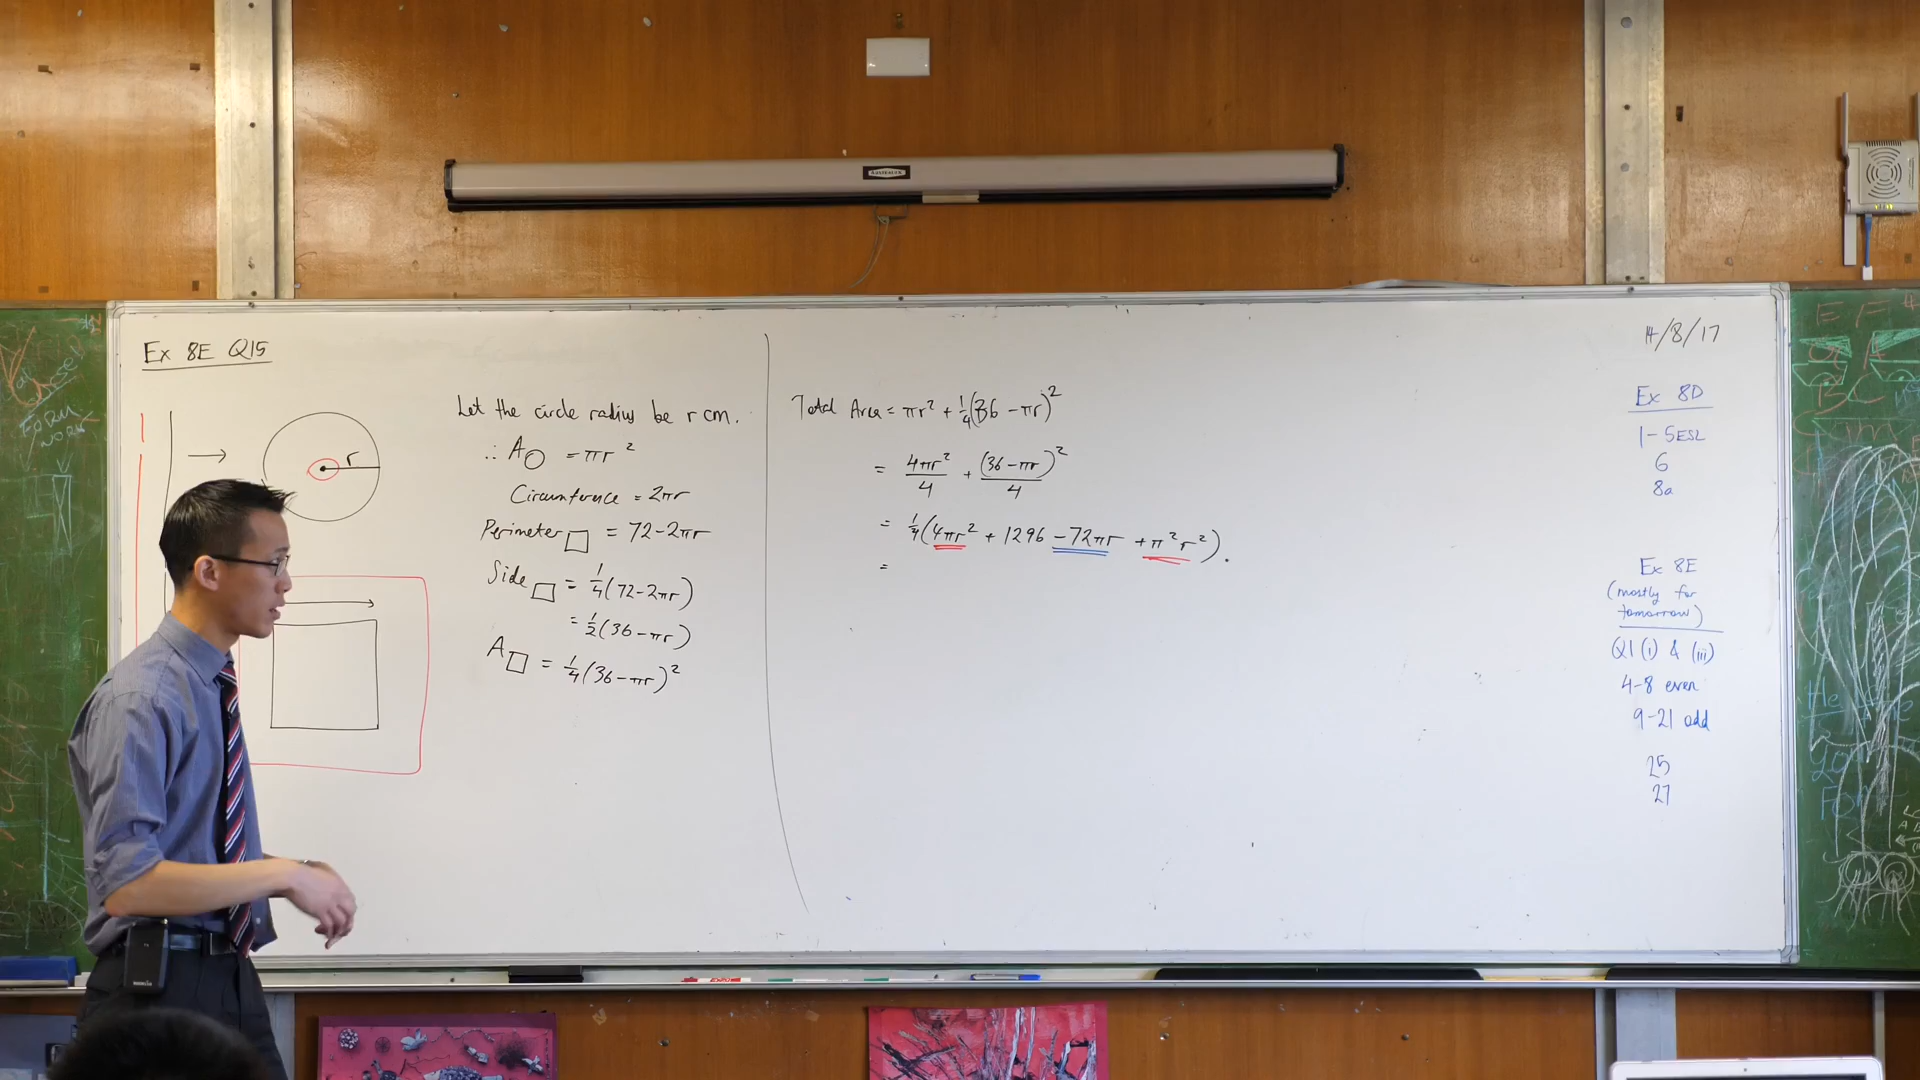 Ex 8E Q15
r
Let the circle radius be r cm.
∴ A○ = πr²
Circumference = 2πr
Perimeter□ = 72-2πr
Side□ = 1/4(72-2πr)
= 1/2(36-πr)
A□ = 1/4(36-πr)²
Total Area = πr² + 1/4(36-πr)²
= 4πr²/4 + (36-πr)²/4
= 1/4(4πr² + 1296 - 72πr + π²r²).
=
14/8/17
Ex 8D
1-5ESL
6
8a
Ex 8E
(mostly for
tomorrow)
Q1 (i) & (iii)
4-8 even
9-21 odd
25
27